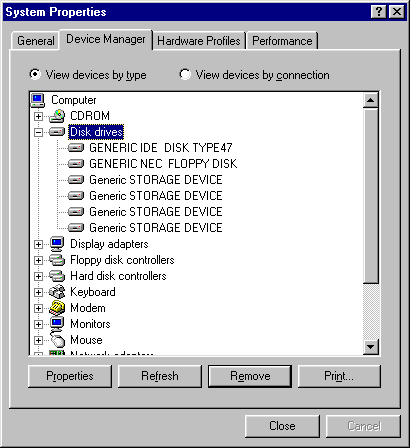 System Properties
General Device Manager Hardware Profiles Performance
View devices by type View devices by connection
Computer
CDROM
Disk drives
GENERIC IDE DISK TYPE47
GENERIC NEC FLOPPY DISK
Generic STORAGE DEVICE
Generic STORAGE DEVICE
Generic STORAGE DEVICE
Generic STORAGE DEVICE
Display adapters
Floppy disk controllers
Hard disk controllers
Keyboard
Modem
Monitors
Mouse
Network adapters
Properties Refresh Remove Print...
Close Cancel